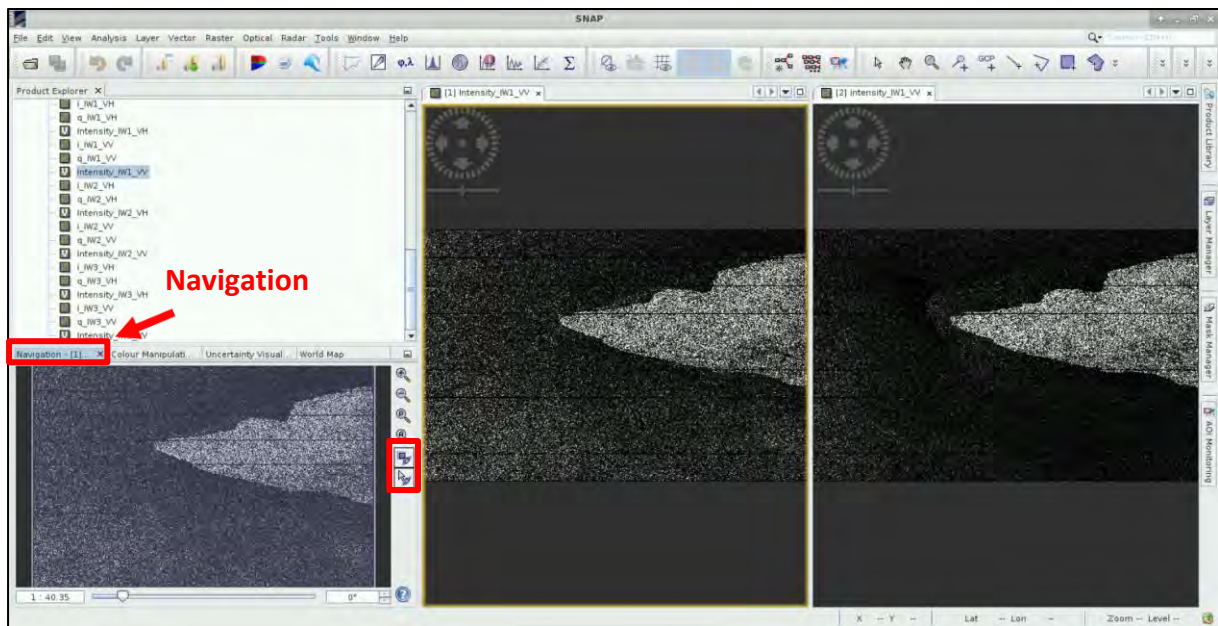 SNAP
File Edit View Analysis Layer Vector Raster Optical Radar Tools Window Help
Product Explorer ×
[1] Intensity_IW1_VV ×
[2] Intensity_IW1_VV ×
i_IW1_VH
q_IW1_VH
Intensity_IW1_VH
i_IW1_VV
q_IW1_VV
Intensity_IW1_VV
i_IW2_VH
q_IW2_VH
Intensity_IW2_VH
i_IW2_VV
q_IW2_VV
Intensity_IW2_VV
i_IW3_VH
q_IW3_VH
Intensity_IW3_VH
i_IW3_VV
q_IW3_VV
Intensity
Navigation
Navigation - [1]... × Colour Manipulati... Uncertainty Visual... World Map
1 : 40.35
0°
Product Library
Layer Manager
Mask Manager
AOI Monitoring
X -- Y -- Lat -- Lon -- Zoom -- Level --